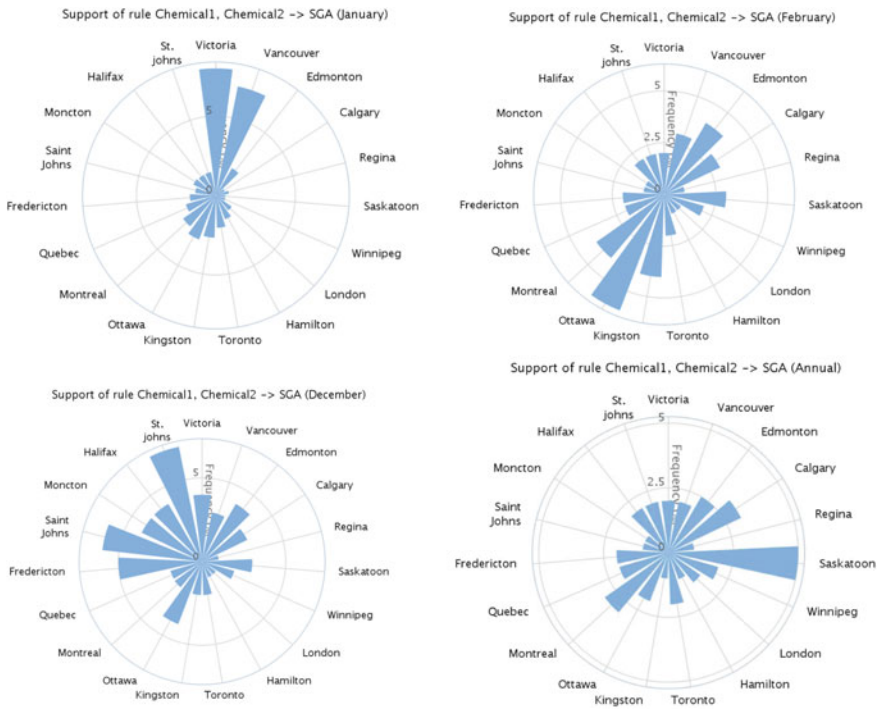 Support of rule Chemical1, Chemical2 -> SGA (January)
Victoria
Vancouver
Edmonton
Calgary
Regina
Saskatoon
Winnipeg
London
Hamilton
Toronto
Kingston
Ottawa
Montreal
Quebec
Fredericton
Saint
Johns
Moncton
Halifax
St.
johns
5
0
Support of rule Chemical1, Chemical2 -> SGA (February)
Victoria
Vancouver
Edmonton
Calgary
Regina
Saskatoon
Winnipeg
London
Hamilton
Toronto
Kingston
Ottawa
Montreal
Quebec
Fredericton
Saint
Johns
Moncton
Halifax
St.
johns
5
2.5
0
Frequency
Support of rule Chemical1, Chemical2 -> SGA (December)
Victoria
Vancouver
Edmonton
Calgary
Regina
Saskatoon
Winnipeg
London
Hamilton
Toronto
Kingston
Ottawa
Montreal
Quebec
Fredericton
Saint
Johns
Moncton
Halifax
St.
johns
5
0
Support of rule Chemical1, Chemical2 -> SGA (Annual)
Victoria
Vancouver
Edmonton
Calgary
Regina
Saskatoon
Winnipeg
London
Hamilton
Toronto
Kingston
Ottawa
Montreal
Quebec
Fredericton
Saint
Johns
Moncton
Halifax
St.
johns
5
2.5
0
Frequency